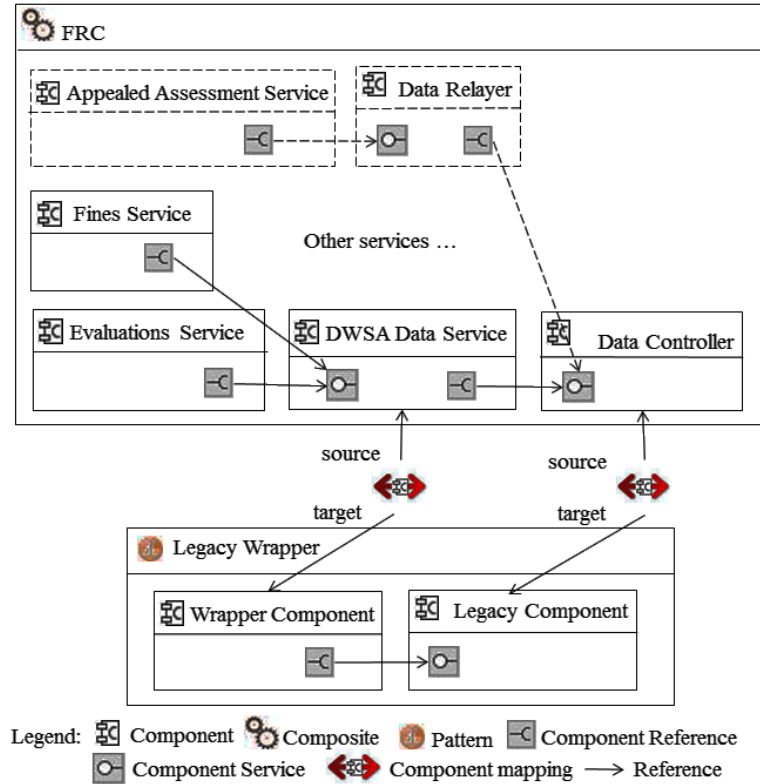 FRC
Appealed Assessment Service
Data Relayer
Fines Service
Other services ...
Evaluations Service
DWSA Data Service
Data Controller
source
source
target
target
Legacy Wrapper
Wrapper Component
Legacy Component
Legend: Component Composite Pattern Component Reference
Component Service Component mapping Reference